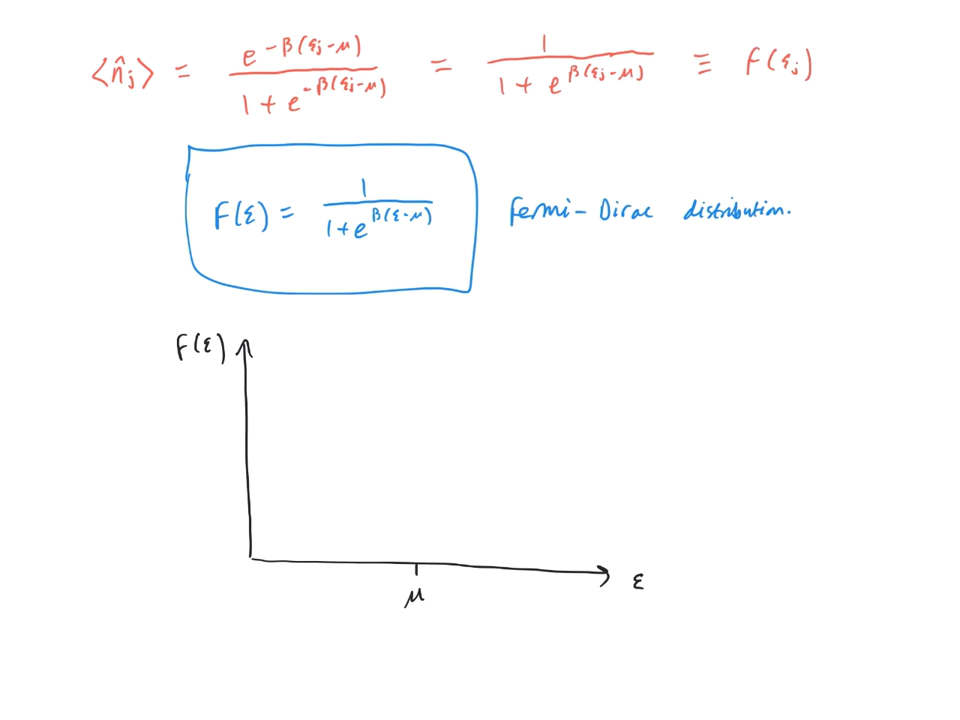 ⟨n̂ⱼ⟩ = e^{-β(εⱼ-μ)} / (1 + e^{-β(εⱼ-μ)}) = 1 / (1 + e^{β(εⱼ-μ)}) ≡ F(εⱼ)
F(ε) = 1 / (1 + e^{β(ε-μ)}) Fermi-Dirac distribution.
F(ε)
ε
μ